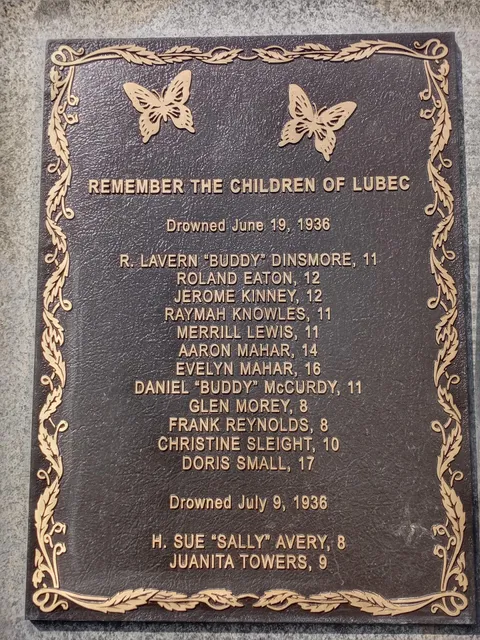 REMEMBER THE CHILDREN OF LUBEC
Drowned June 19, 1936
R. LAVERN "BUDDY" DINSMORE, 11
ROLAND EATON, 12
JEROME KINNEY, 12
RAYMAH KNOWLES, 11
MERRILL LEWIS, 11
AARON MAHAR, 14
EVELYN MAHAR, 16
DANIEL "BUDDY" McCURDY, 11
GLEN MOREY, 8
FRANK REYNOLDS, 8
CHRISTINE SLEIGHT, 10
DORIS SMALL, 17
Drowned July 9, 1936
H. SUE "SALLY" AVERY, 8
JUANITA TOWERS, 9